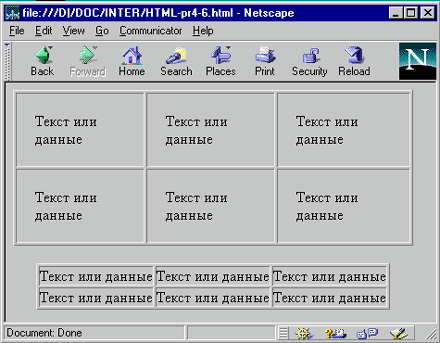 file:///D|/DOC/INTER/HTML-pr4-6.html - Netscape
File Edit View Go Communicator Help
Back Forward Home Search Places Print Security Reload
N
Текст или Текст или Текст или
данные данные данные
Текст или Текст или Текст или
данные данные данные
Текст или данные Текст или данные Текст или данные
Текст или данные Текст или данные Текст или данные
Document: Done